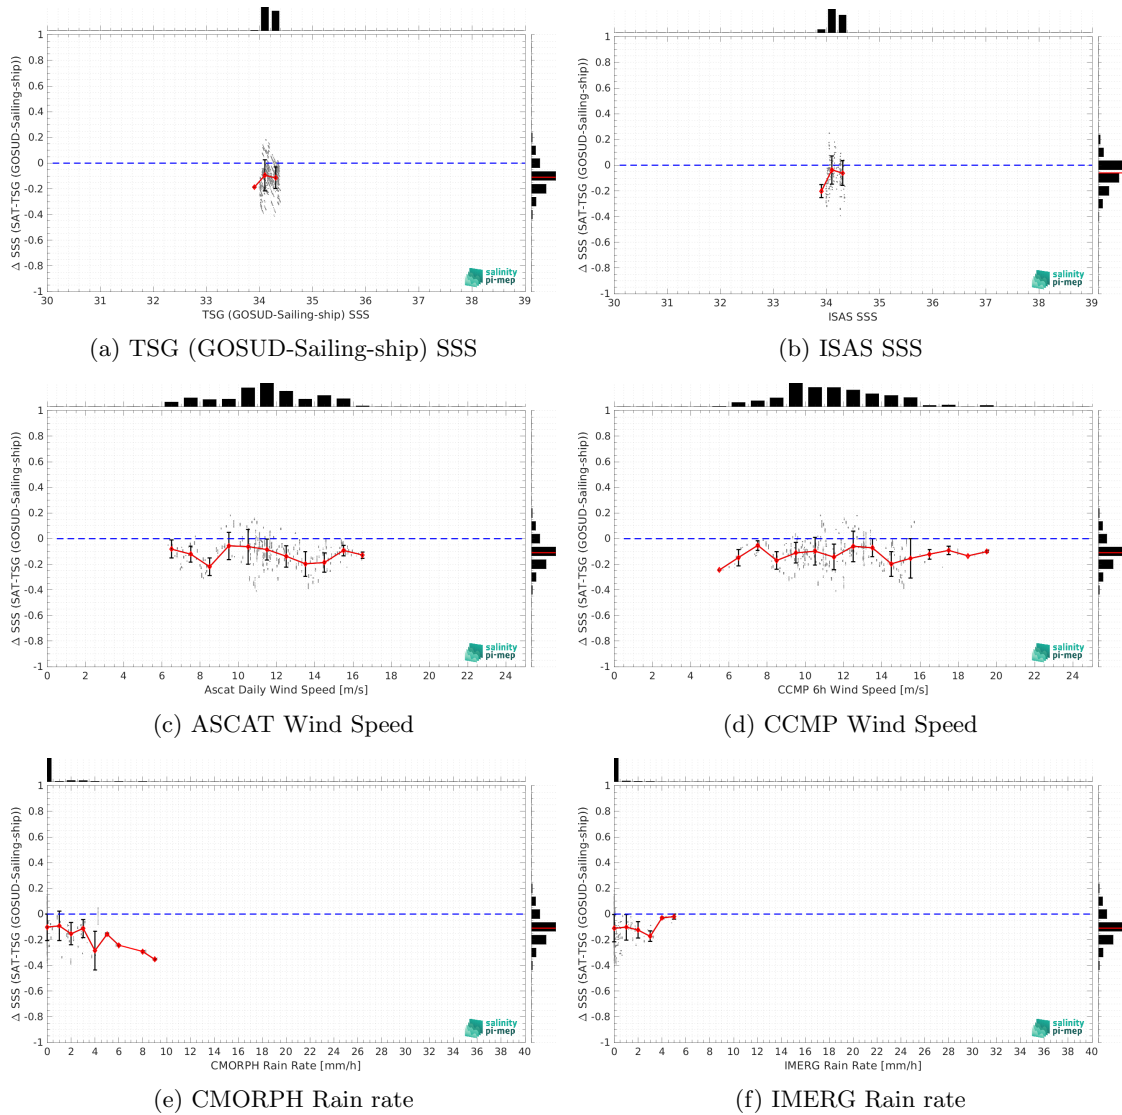 1
0.8
0.6
0.4
0.2
0
-0.2
-0.4
-0.6
-0.8
-1
Δ SSS (SAT-TSG (GOSUD-Sailing-ship))
30 31 32 33 34 35 36 37 38 39
TSG (GOSUD-Sailing-ship) SSS
salinity
pi-mep
(a) TSG (GOSUD-Sailing-ship) SSS
1
0.8
0.6
0.4
0.2
0
-0.2
-0.4
-0.6
-0.8
-1
Δ SSS (SAT-TSG (GOSUD-Sailing-ship))
30 31 32 33 34 35 36 37 38 39
ISAS SSS
salinity
pi-mep
(b) ISAS SSS
1
0.8
0.6
0.4
0.2
0
-0.2
-0.4
-0.6
-0.8
-1
Δ SSS (SAT-TSG (GOSUD-Sailing-ship))
0 2 4 6 8 10 12 14 16 18 20 22 24
Ascat Daily Wind Speed [m/s]
salinity
pi-mep
(c) ASCAT Wind Speed
1
0.8
0.6
0.4
0.2
0
-0.2
-0.4
-0.6
-0.8
-1
Δ SSS (SAT-TSG (GOSUD-Sailing-ship))
0 2 4 6 8 10 12 14 16 18 20 22 24
CCMP 6h Wind Speed [m/s]
salinity
pi-mep
(d) CCMP Wind Speed
1
0.8
0.6
0.4
0.2
0
-0.2
-0.4
-0.6
-0.8
-1
Δ SSS (SAT-TSG (GOSUD-Sailing-ship))
0 2 4 6 8 10 12 14 16 18 20 22 24 26 28 30 32 34 36 38 40
CMORPH Rain Rate [mm/h]
salinity
pi-mep
(e) CMORPH Rain rate
1
0.8
0.6
0.4
0.2
0
-0.2
-0.4
-0.6
-0.8
-1
Δ SSS (SAT-TSG (GOSUD-Sailing-ship))
0 2 4 6 8 10 12 14 16 18 20 22 24 26 28 30 32 34 36 38 40
IMERG Rain Rate [mm/h]
salinity
pi-mep
(f) IMERG Rain rate